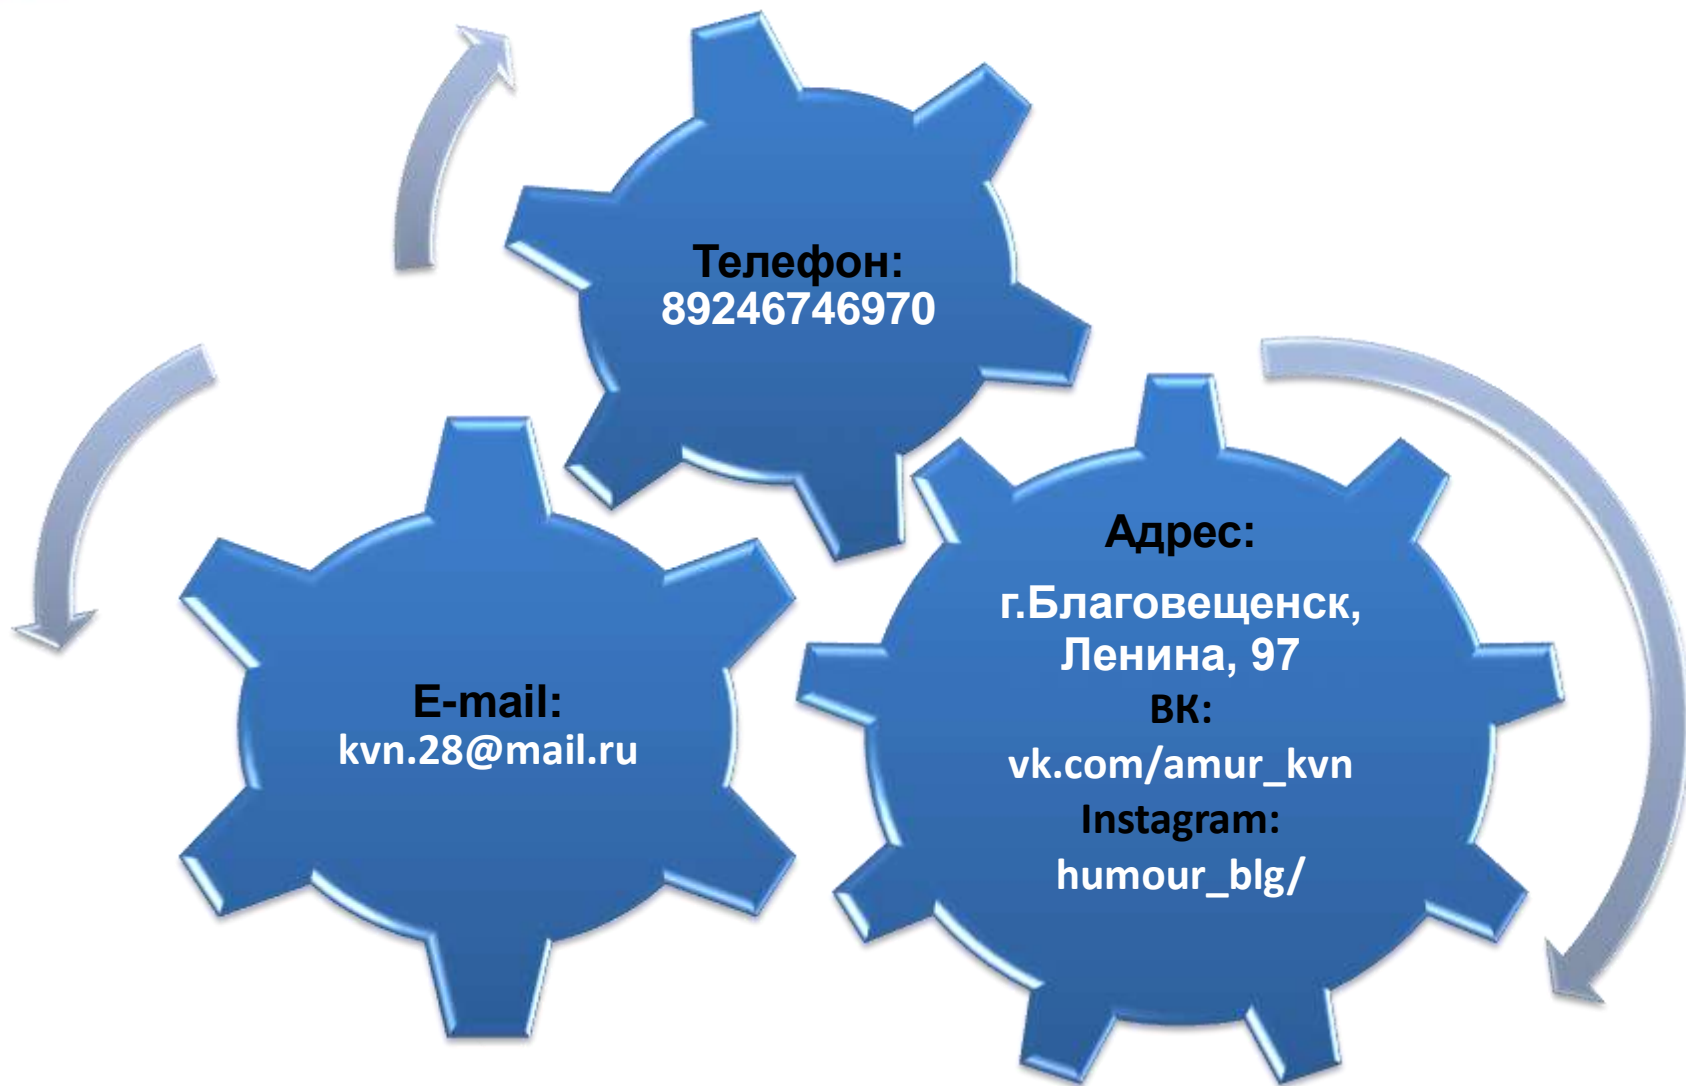 Телефон:
89246746970
E-mail:
kvn.28@mail.ru
Адрес:
г.Благовещенск,
Ленина, 97
ВК:
vk.com/amur_kvn
Instagram:
humour_blg/